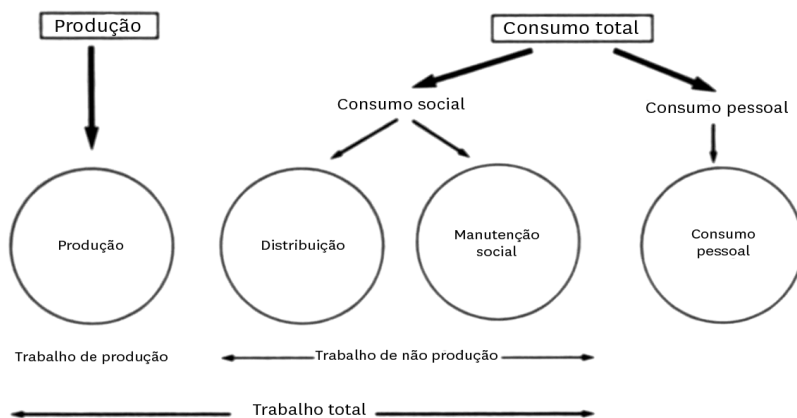 Produção
Consumo total
Consumo social
Consumo pessoal
Produção
Distribuição
Manutenção
social
Consumo
pessoal
Trabalho de produção
Trabalho de não produção
Trabalho total